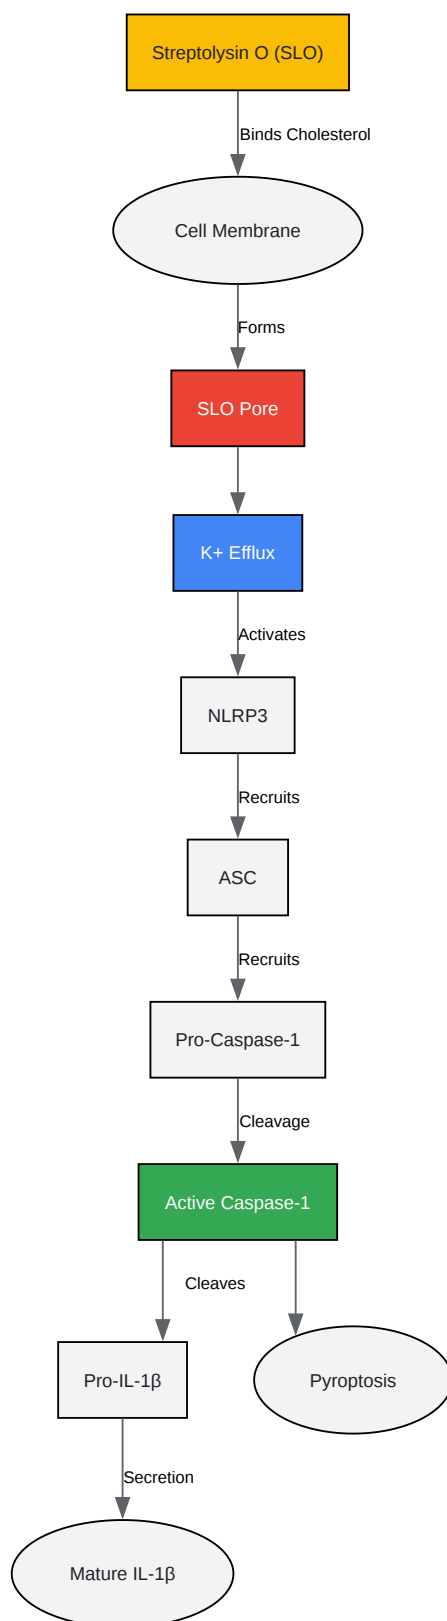 Streptolysin O (SLO)
Binds Cholesterol
Cell Membrane
Forms
SLO Pore
K+ Efflux
Activates
NLRP3
Recruits
ASC
Recruits
Pro-Caspase-1
Cleavage
Active Caspase-1
Cleaves
Pro-IL-1β
Pyroptosis
Secretion
Mature IL-1β